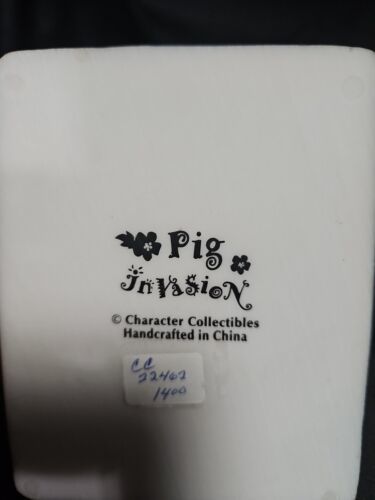 Pig
Invasion
© Character Collectibles
Handcrafted in China
CC
22462
1400